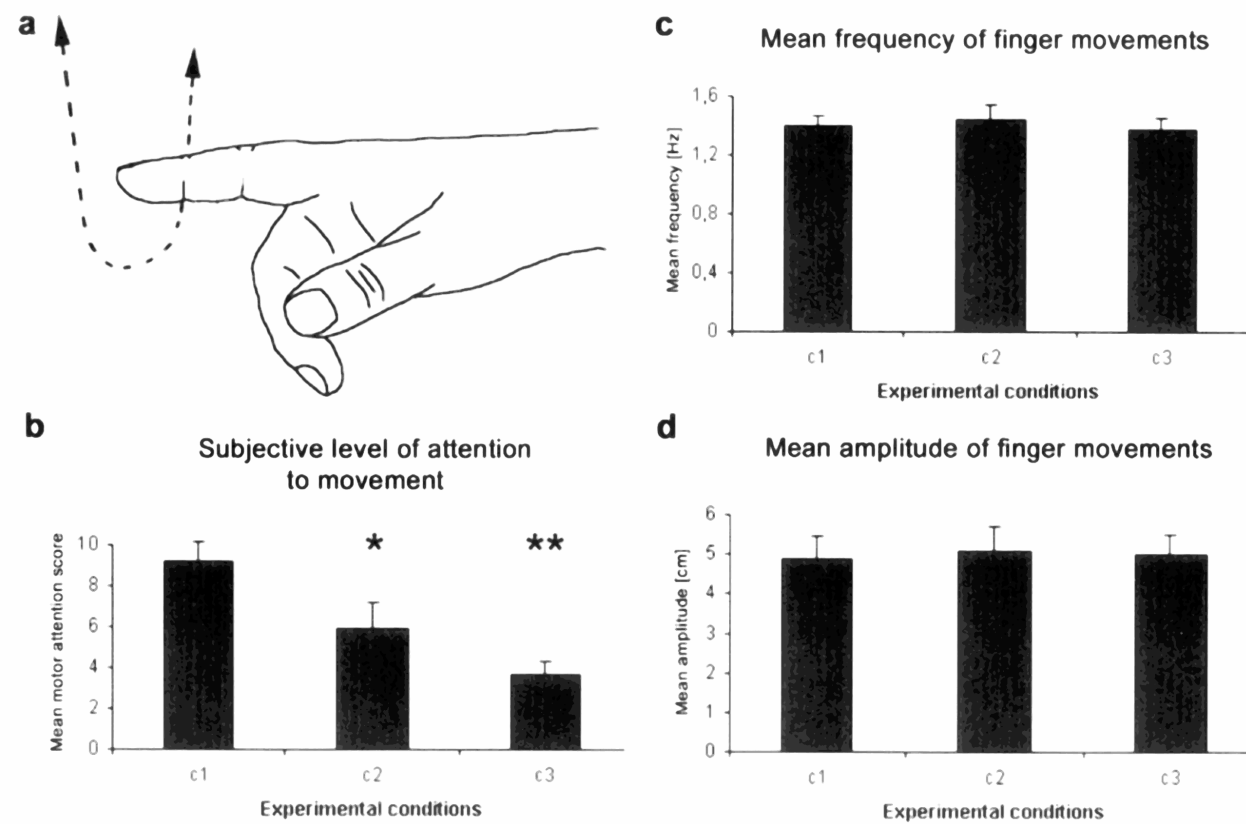 a
b
Subjective level of attention
to movement
Mean motor attention score
10
8
6
4
2
0
* **
c1 c2 c3
Experimental conditions
c
Mean frequency of finger movements
Mean frequency [Hz]
1,6
1,2
0,8
0,4
0
c1 c2 c3
Experimental conditions
d
Mean amplitude of finger movements
Mean amplitude [cm]
6
5
4
3
2
1
0
c1 c2 c3
Experimental conditions